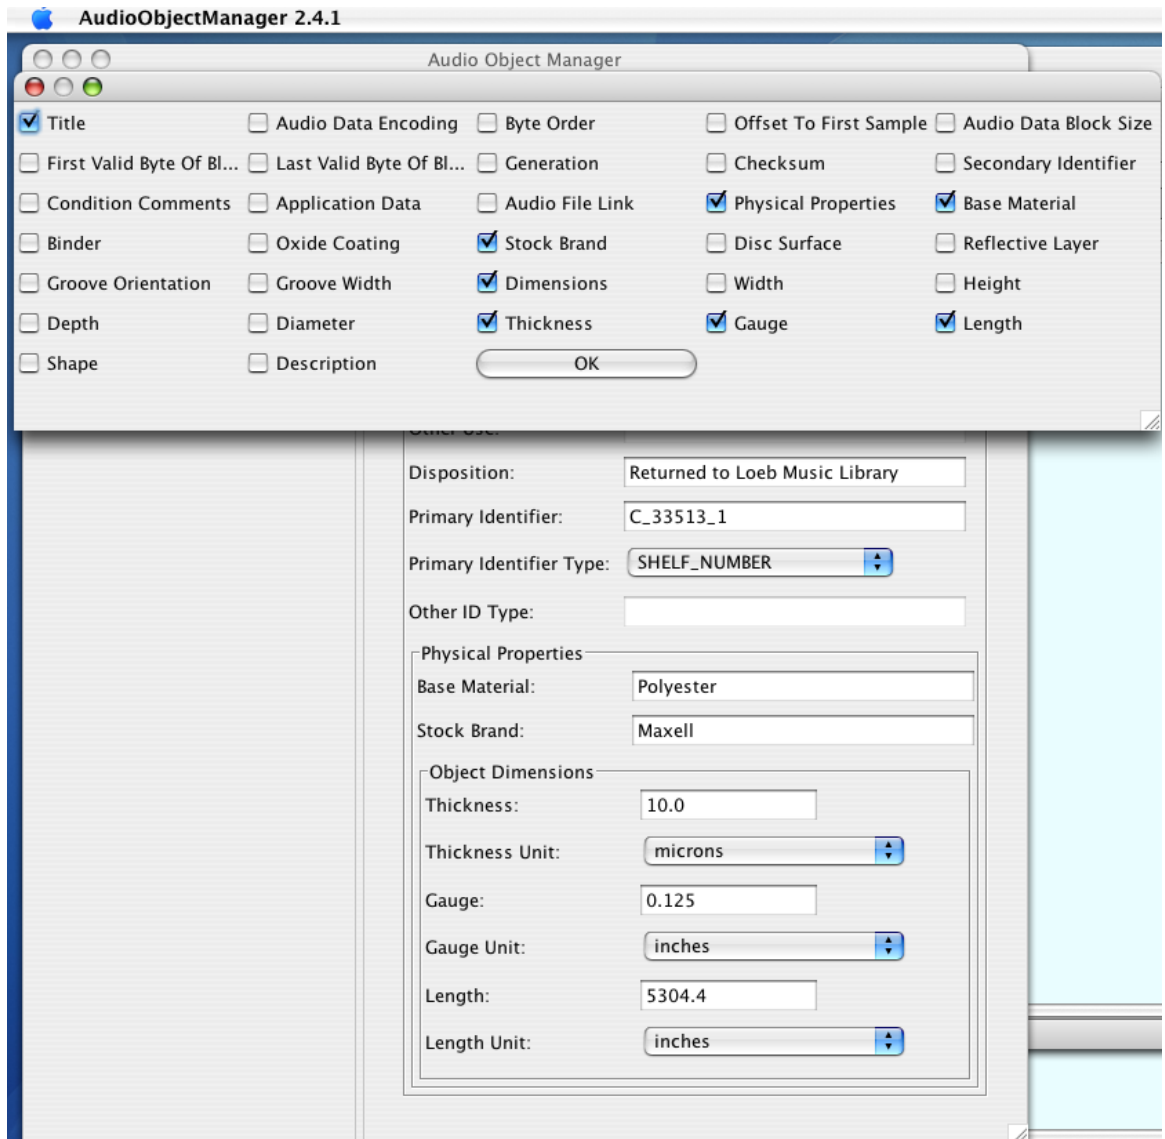 AudioObjectManager 2.4.1
Audio Object Manager
Title Audio Data Encoding Byte Order Offset To First Sample Audio Data Block Size
First Valid Byte Of Bl... Last Valid Byte Of Bl... Generation Checksum Secondary Identifier
Condition Comments Application Data Audio File Link Physical Properties Base Material
Binder Oxide Coating Stock Brand Disc Surface Reflective Layer
Groove Orientation Groove Width Dimensions Width Height
Depth Diameter Thickness Gauge Length
Shape Description OK
Other Use:
Disposition: Returned to Loeb Music Library
Primary Identifier: C_33513_1
Primary Identifier Type: SHELF_NUMBER
Other ID Type:
Physical Properties
Base Material: Polyester
Stock Brand: Maxell
Object Dimensions
Thickness: 10.0
Thickness Unit: microns
Gauge: 0.125
Gauge Unit: inches
Length: 5304.4
Length Unit: inches